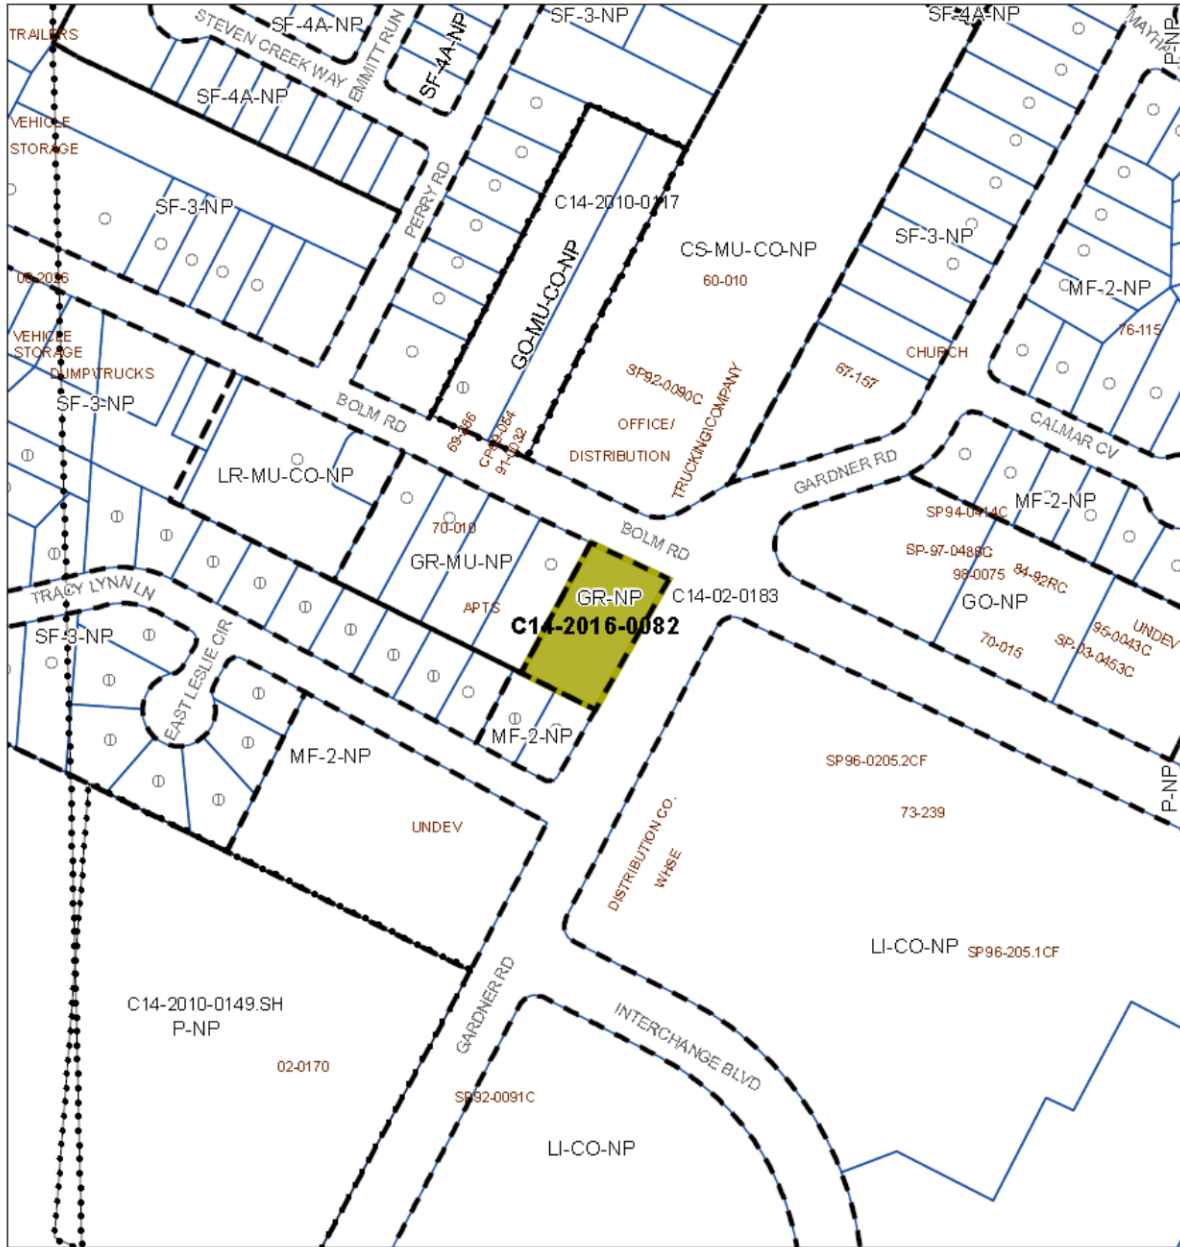 SF-4A-NP
SF-3-NP
SF-4A-NP
TRAILERS
STEVEN CREEK WAY
EMMITT RUN
SF-4A-NP
P-NP
SF-4A-NP
VEHICLE
STORAGE
PERRY RD
C14-2010-0117
SF-3-NP
CS-MU-CO-NP
60-010
SF-3-NP
MF-2-NP
76-115
GO-MU-CO-NP
VEHICLE
STORAGE
DUMPTRUCKS
SF-3-NP
BOLM RD
SP92-0090C
OFFICE/
DISTRIBUTION
TRUCKING COMPANY
CHURCH
67-157
CALMAR CV
GARDNER RD
LR-MU-CO-NP
MF-2-NP
SP94-0414C
BOLM RD
70-010
GR-MU-NP
SP-97-0488C
98-0075
84-92RC
GO-NP
TRACY LYNN LN
APTS
GR-NP
C14-02-0183
C14-2016-0082
SF-3-NP
70-015
95-0043C
UNDEV
SP-03-0453C
EAST LESLIE CIR
MF-2-NP
MF-2-NP
SP96-0205.2CF
P-NP
73-239
UNDEV
DISTRIBUTION CO.
WHSE
LI-CO-NP
SP96-205.1CF
C14-2010-0149.SH
P-NP
GARDNER RD
INTERCHANGE BLVD
02-0170
SP92-0091C
LI-CO-NP